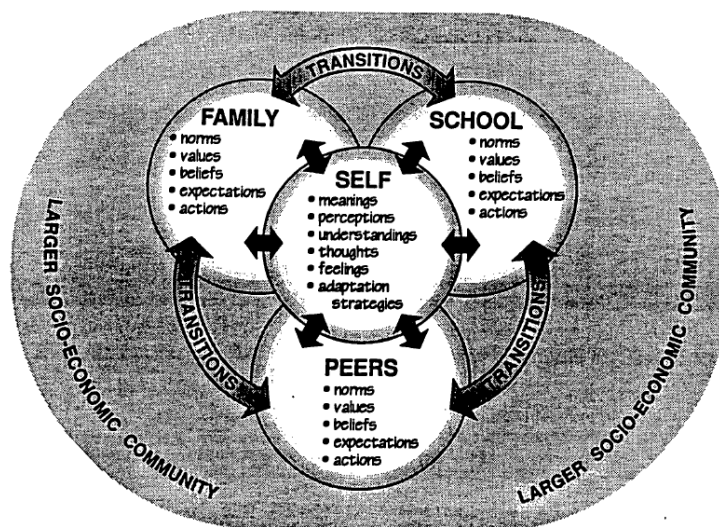 TRANSITIONS
FAMILY
• norms
• values
• beliefs
• expectations
• actions
SCHOOL
• norms
• values
• beliefs
• expectations
• actions
SELF
• meanings
• perceptions
• understandings
• thoughts
• feelings
• adaptation
strategies
TRANSITIONS
TRANSITIONS
PEERS
• norms
• values
• beliefs
• expectations
• actions
LARGER SOCIO-ECONOMIC COMMUNITY
LARGER SOCIO-ECONOMIC COMMUNITY